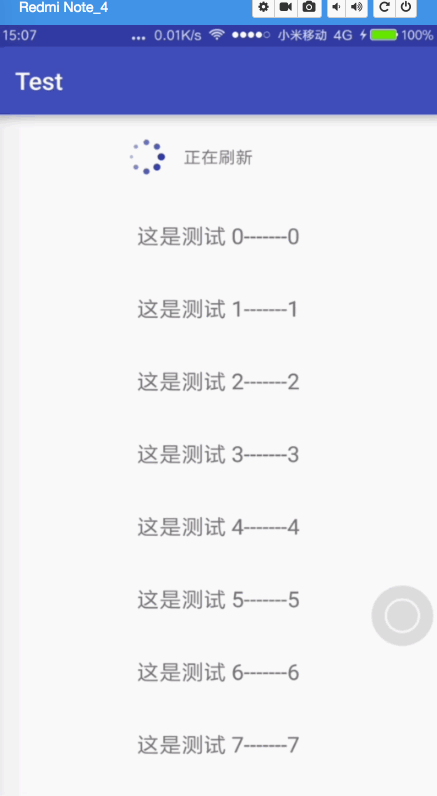 Redmi Note_4
15:07 ... 0.01K/s 小米移动 4G 100%
Test
正在刷新
这是测试 0-------0
这是测试 1-------1
这是测试 2-------2
这是测试 3-------3
这是测试 4-------4
这是测试 5-------5
这是测试 6-------6
这是测试 7-------7